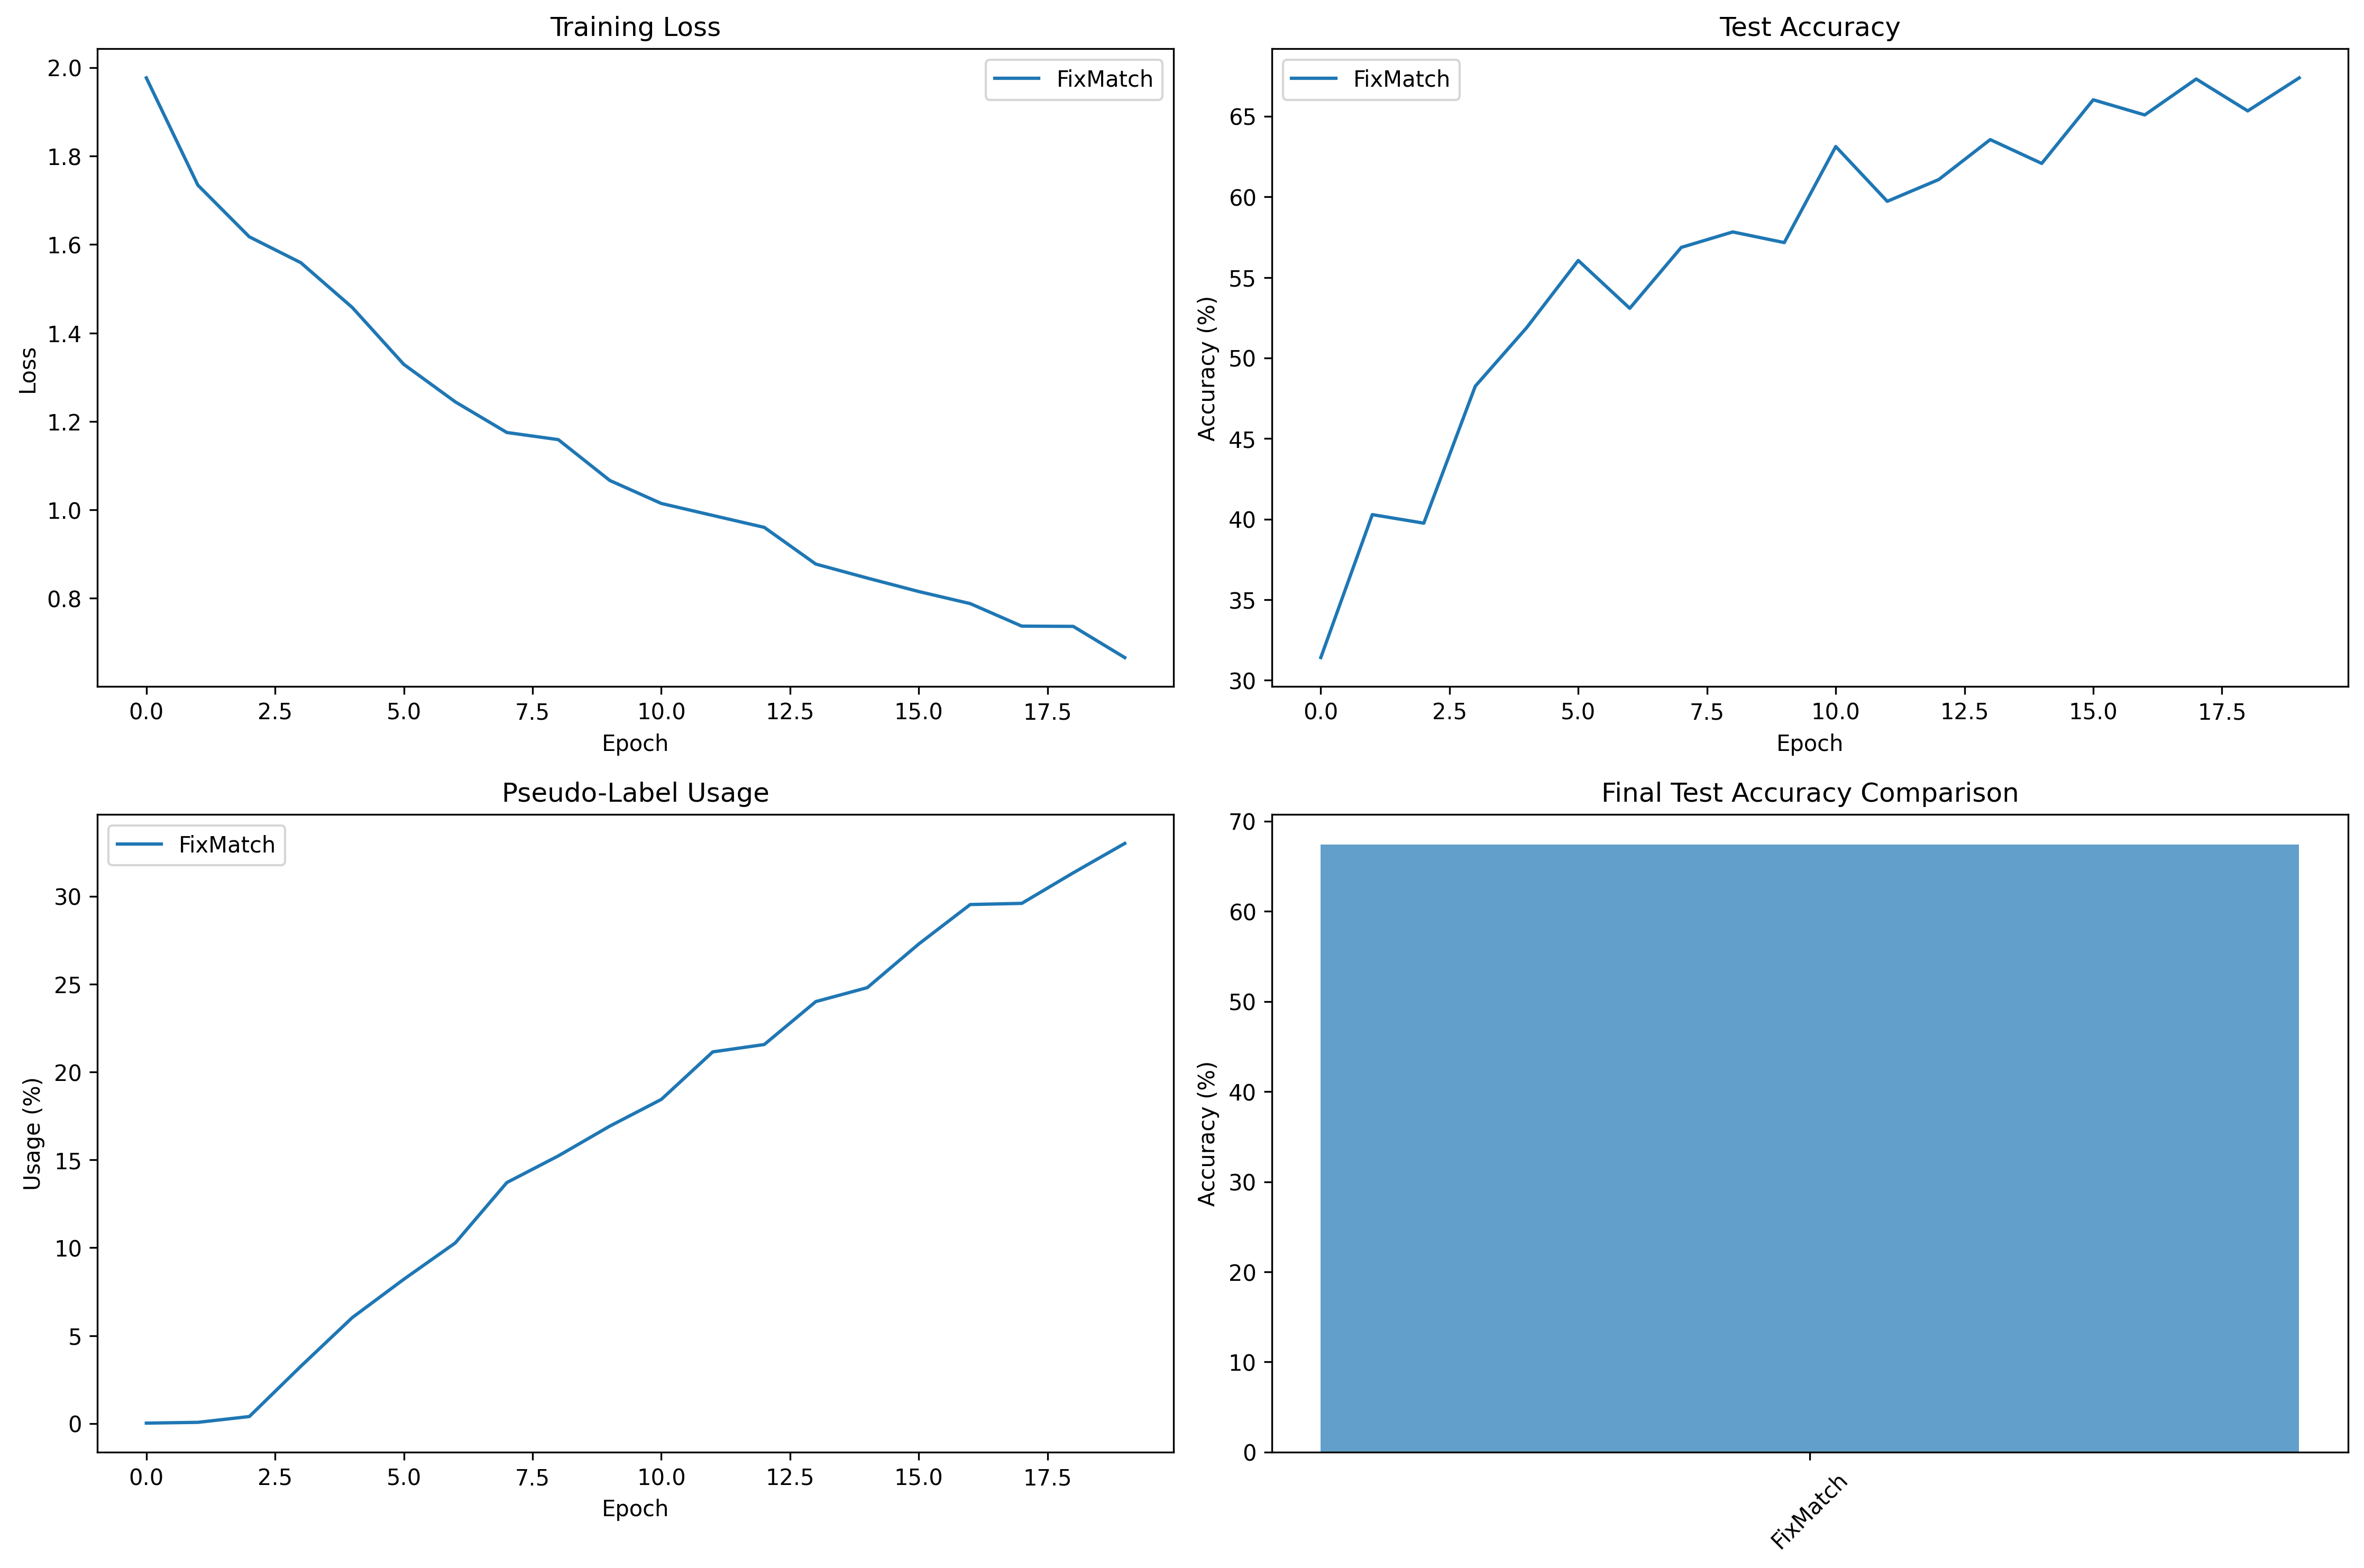 Training Loss
FixMatch
2.0
1.8
1.6
1.4
1.2
1.0
0.8
Loss
0.0 2.5 5.0 7.5 10.0 12.5 15.0 17.5
Epoch
Test Accuracy
FixMatch
65
60
55
50
45
40
35
30
Accuracy (%)
0.0 2.5 5.0 7.5 10.0 12.5 15.0 17.5
Epoch
Pseudo-Label Usage
FixMatch
30
25
20
15
10
5
0
Usage (%)
0.0 2.5 5.0 7.5 10.0 12.5 15.0 17.5
Epoch
Final Test Accuracy Comparison
70
60
50
40
30
20
10
0
Accuracy (%)
FixMatch